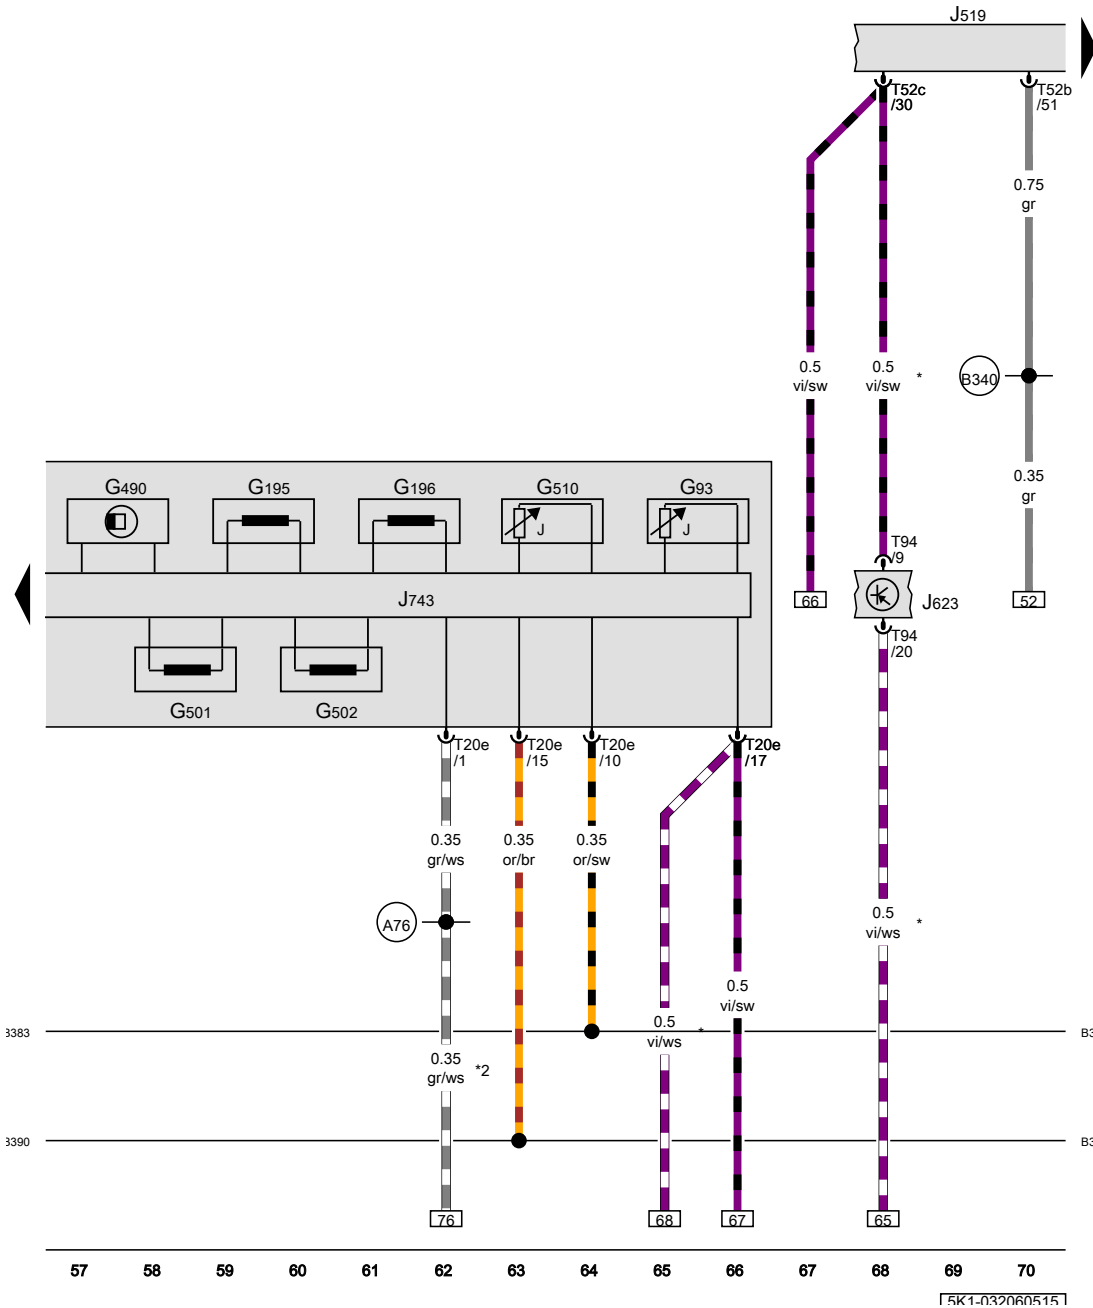 J519
T52c
/30
T52b
/51
0.75
gr
0.5
vi/sw
0.5
vi/sw
*
B340
0.35
gr
G490
G195
G196
G510
G93
J
J
T94
/9
J743
66
J623
52
T94
/20
G501
G502
T20e
/1
T20e
/15
T20e
/10
T20e
/17
0.35
gr/ws
0.35
or/br
0.35
or/sw
A76
0.5
vi/ws
*
0.5
vi/sw
0.5
vi/ws
*
B383
B3
0.35
gr/ws
*2
B390
B3
76
68
67
65
57 58 59 60 61 62 63 64 65 66 67 68 69 70
5K1-032060515